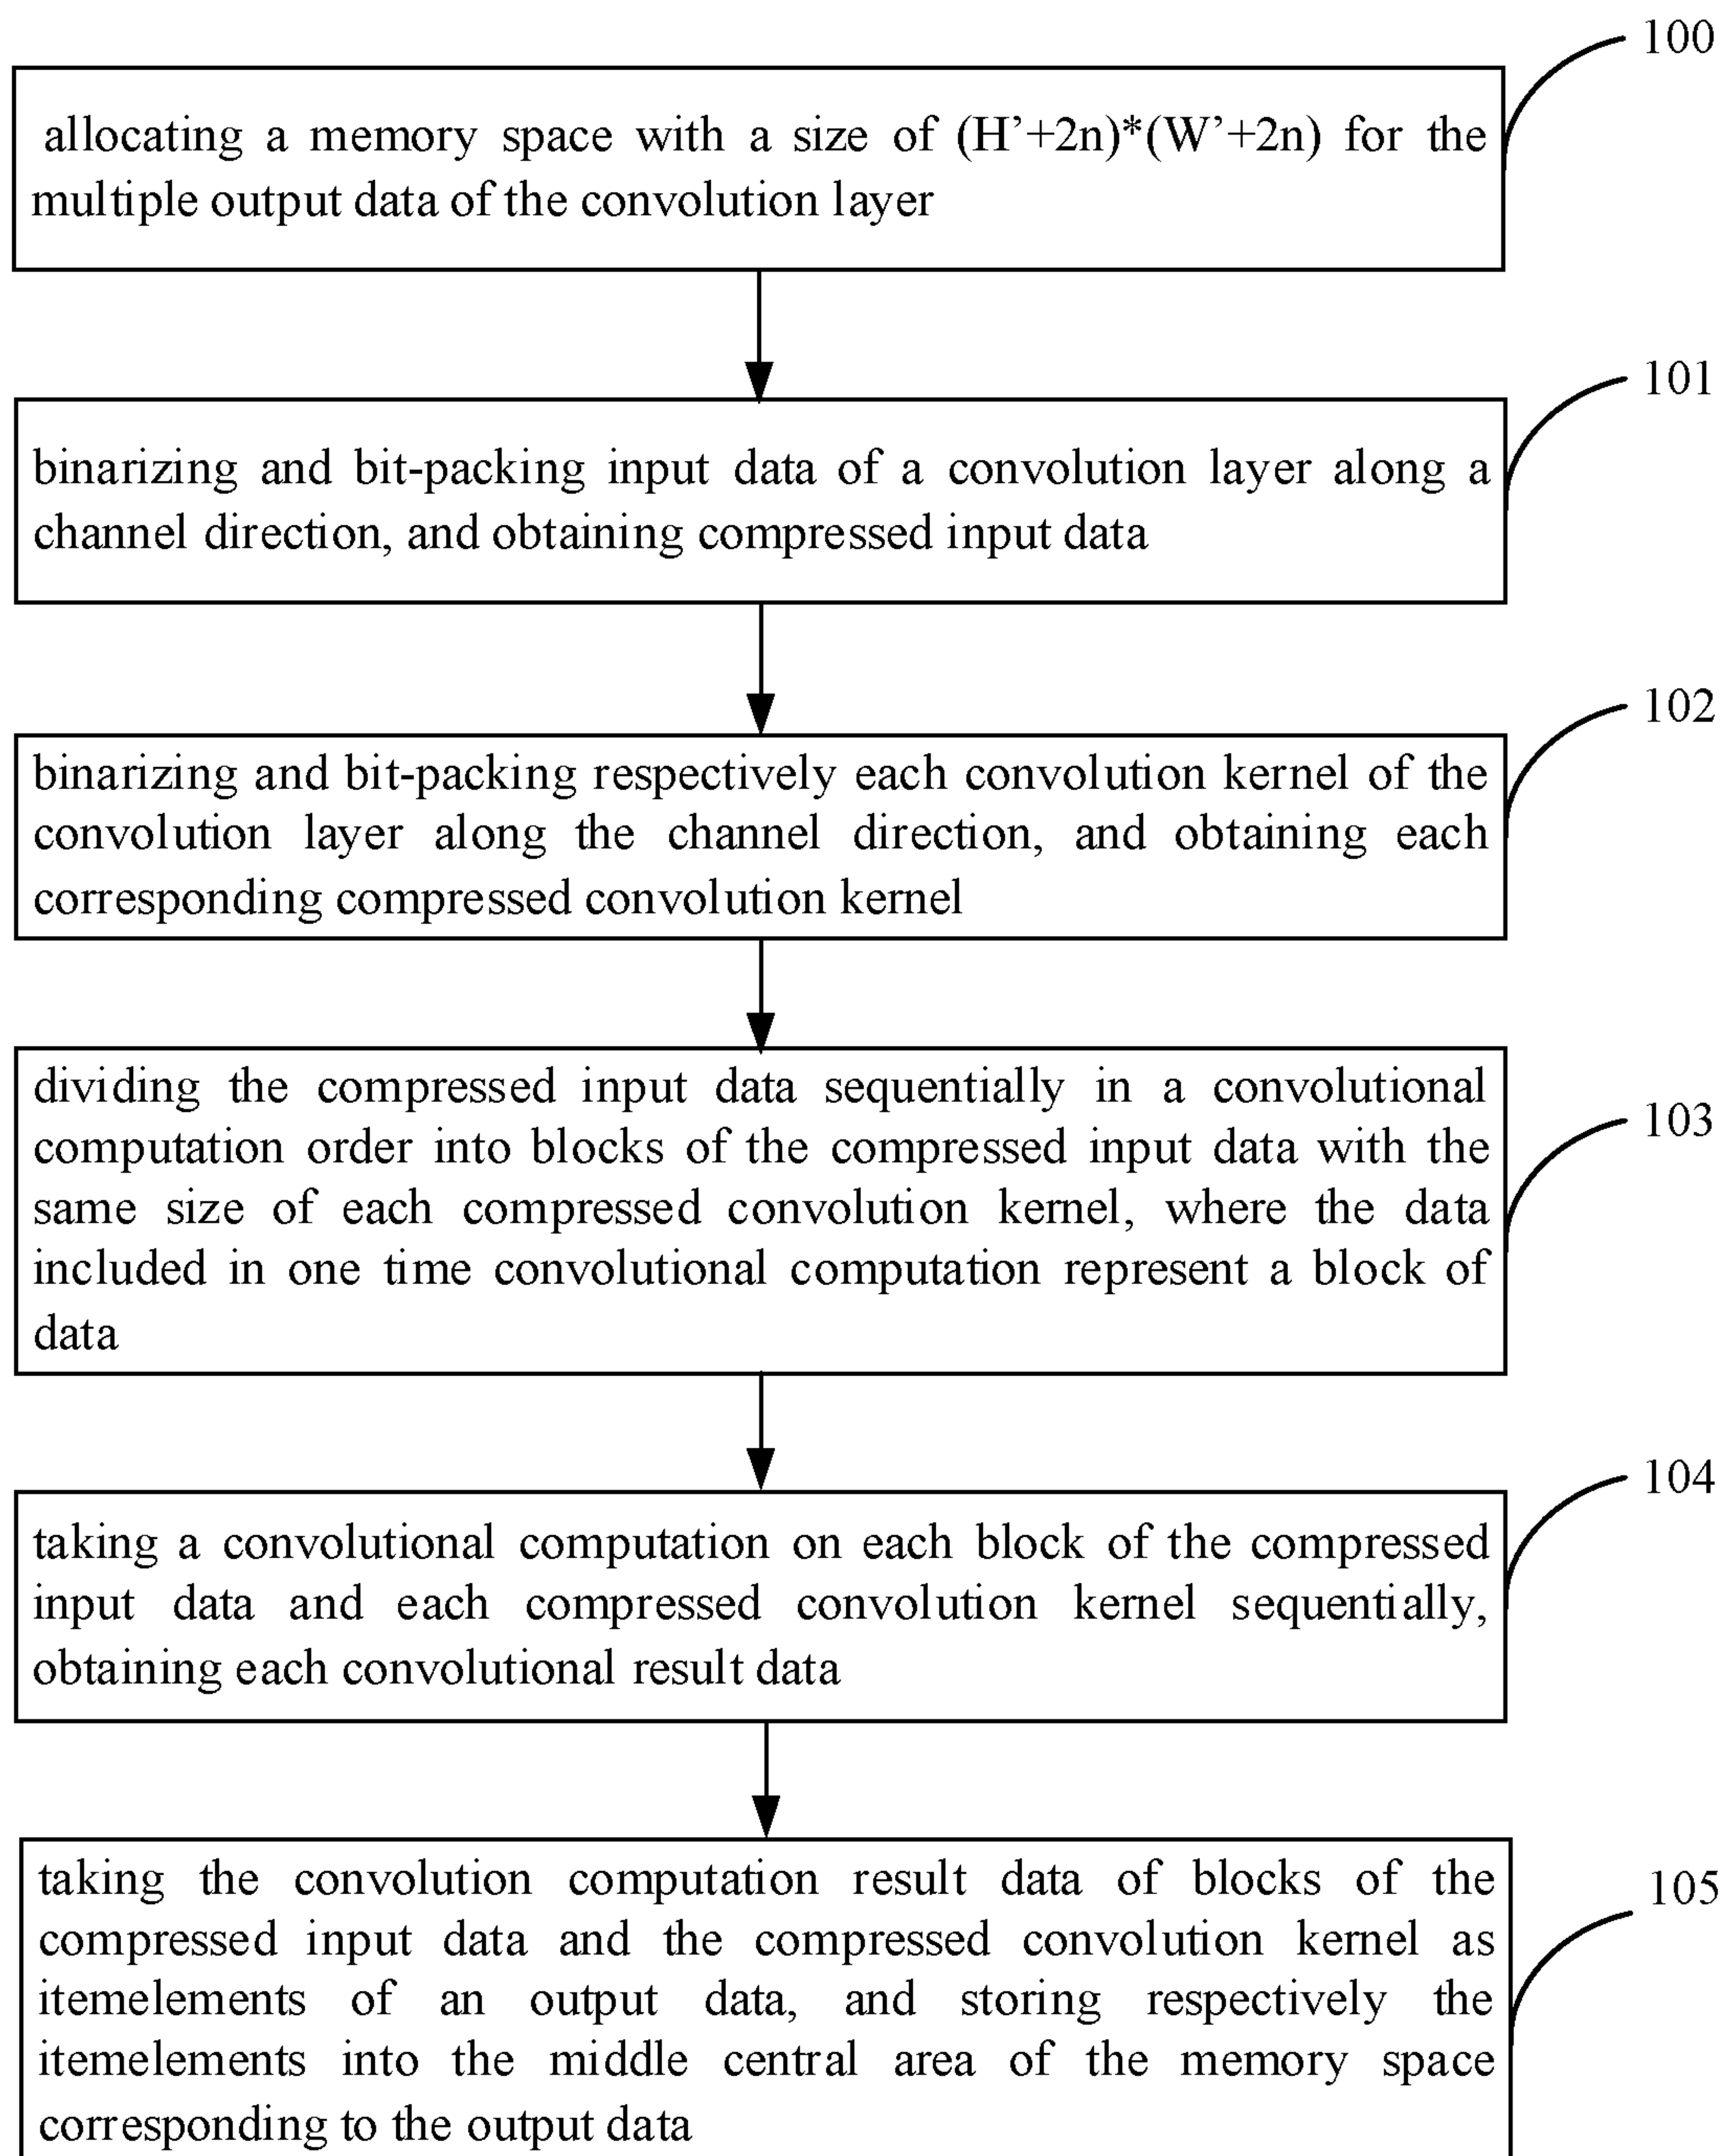 100
allocating a memory space with a size of (H’+2n)*(W’+2n) for the
multiple output data of the convolution layer
101
binarizing and bit-packing input data of a convolution layer along a
channel direction, and obtaining compressed input data
102
binarizing and bit-packing respectively each convolution kernel of the
convolution layer along the channel direction, and obtaining each
corresponding compressed convolution kernel
dividing the compressed input data sequentially in a convolutional
103
computation order into blocks of the compressed input data with the
same size of each compressed convolution kernel, where the data
included in one time convolutional computation represent a block of
data
104
taking a convolutional computation on each block of the compressed
input data and each compressed convolution kernel sequentially,
obtaining each convolutional result data
105
taking the convolution computation result data of blocks of the
compressed input data and the compressed convolution kernel as
itemelements of an output data, and storing respectively the
itemelements into the middle central area of the memory space
corresponding to the output data